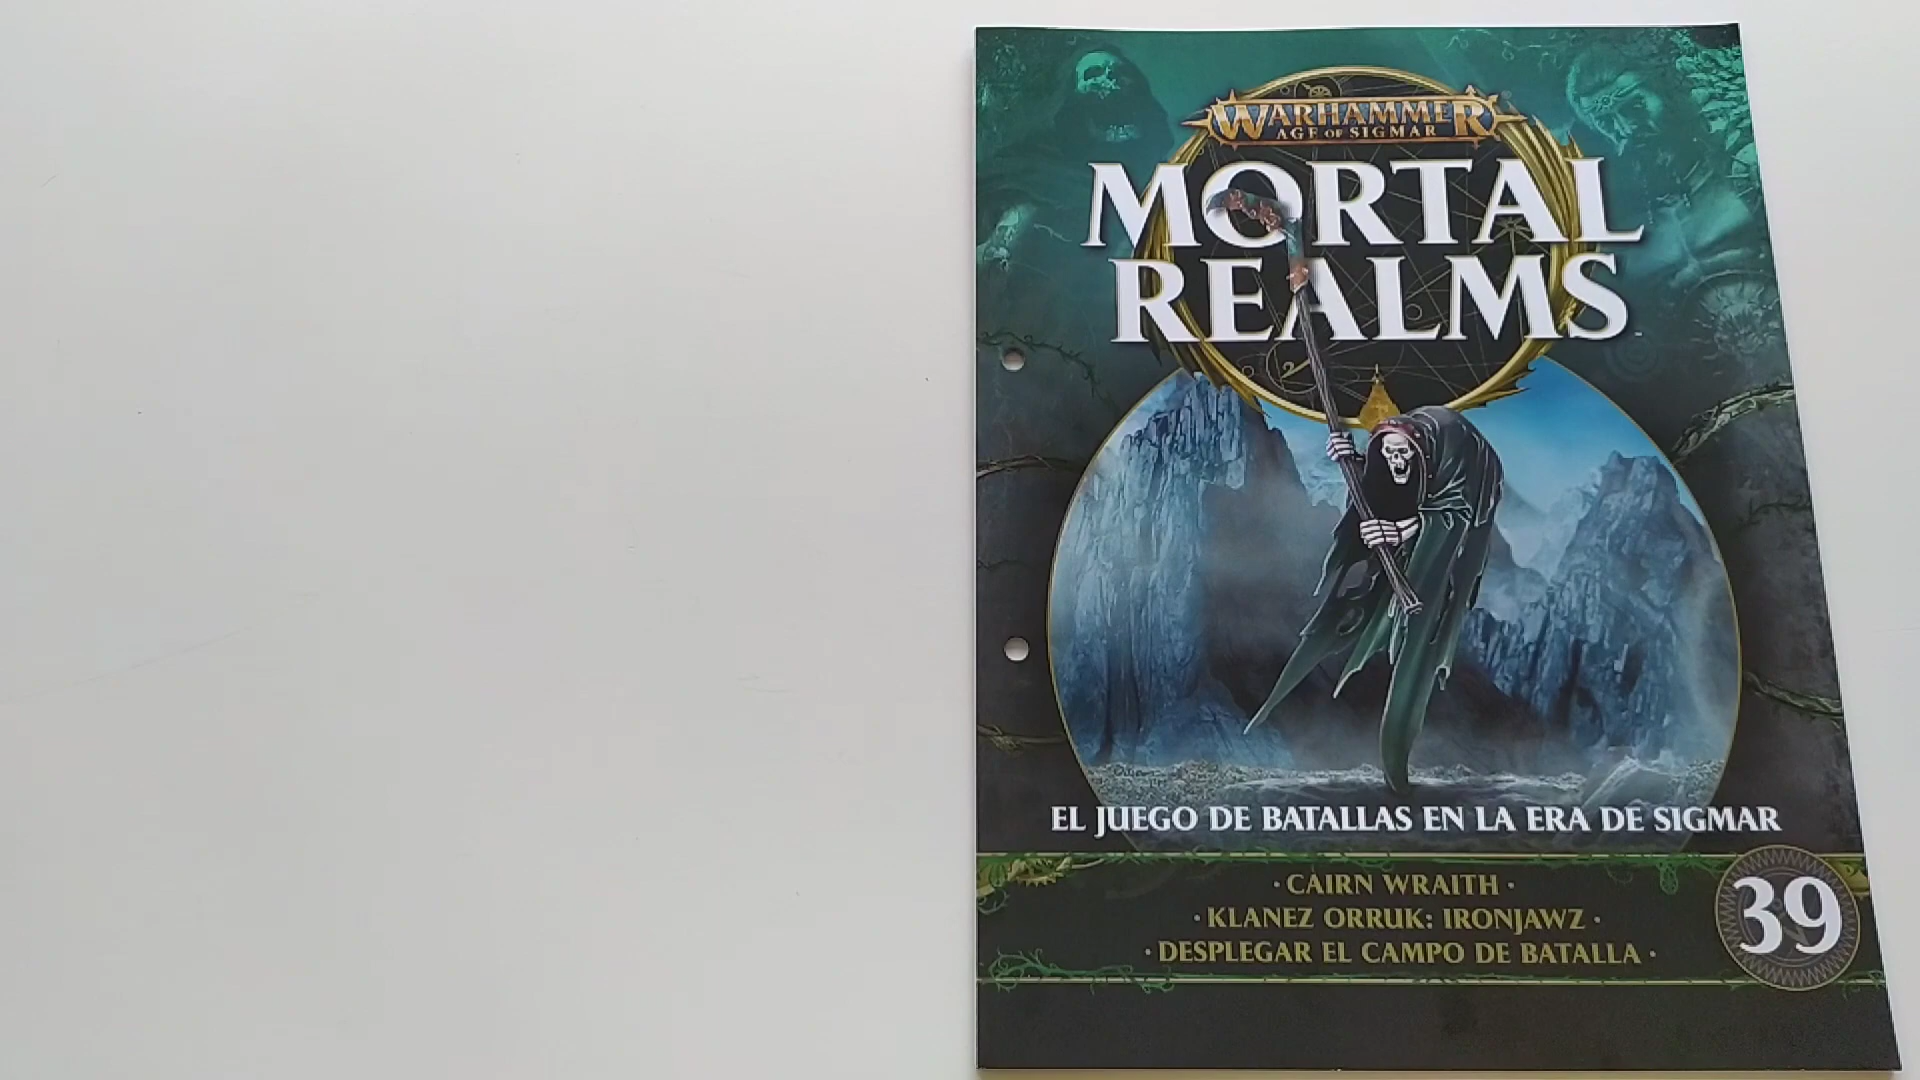 WARHAMMER
AGE OF SIGMAR
MORTAL
REALMS
EL JUEGO DE BATALLAS EN LA ERA DE SIGMAR
· CAIRN WRAITH ·
· KLANEZ ORRUK: IRONJAWZ ·
· DESPLEGAR EL CAMPO DE BATALLA ·
39